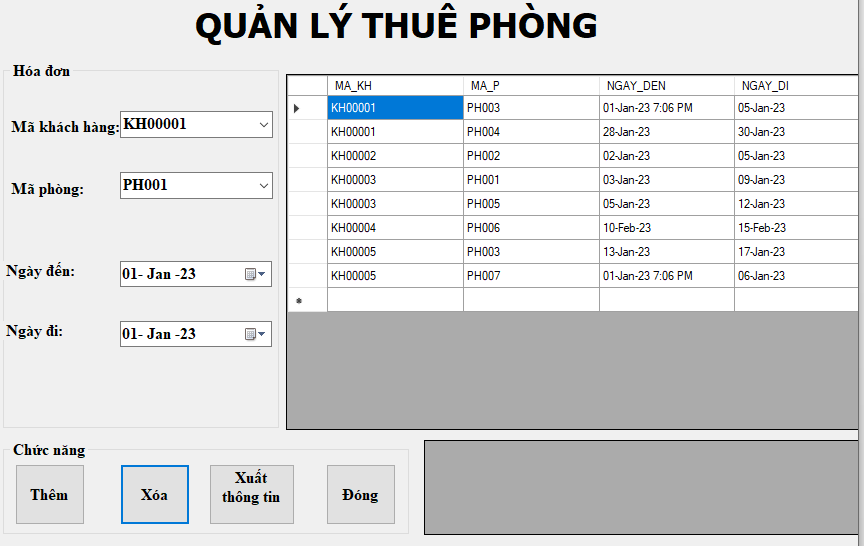 QUẢN LÝ THUÊ PHÒNG
Hóa đơn
Mã khách hàng: KH00001
Mã phòng: PH001
Ngày đến: 01- Jan -23
Ngày đi: 01- Jan -23
MA_KH MA_P NGAY_DEN NGAY_DI
KH00001 PH003 01-Jan-23 7:06 PM 05-Jan-23
KH00001 PH004 28-Jan-23 30-Jan-23
KH00002 PH002 02-Jan-23 05-Jan-23
KH00003 PH001 03-Jan-23 09-Jan-23
KH00003 PH005 05-Jan-23 12-Jan-23
KH00004 PH006 10-Feb-23 15-Feb-23
KH00005 PH003 13-Jan-23 17-Jan-23
KH00005 PH007 01-Jan-23 7:06 PM 06-Jan-23
Chức năng
Thêm
Xóa
Xuất
thông tin
Đóng